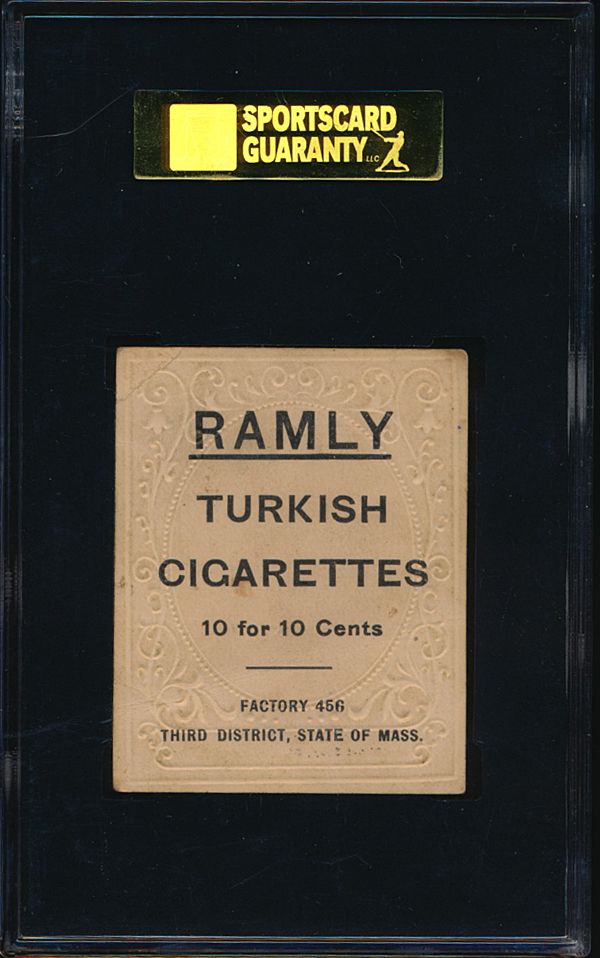 SPORTSCARD
GUARANTY LLC
RAMLY
TURKISH
CIGARETTES
10 for 10 Cents
FACTORY 456
THIRD DISTRICT, STATE OF MASS.